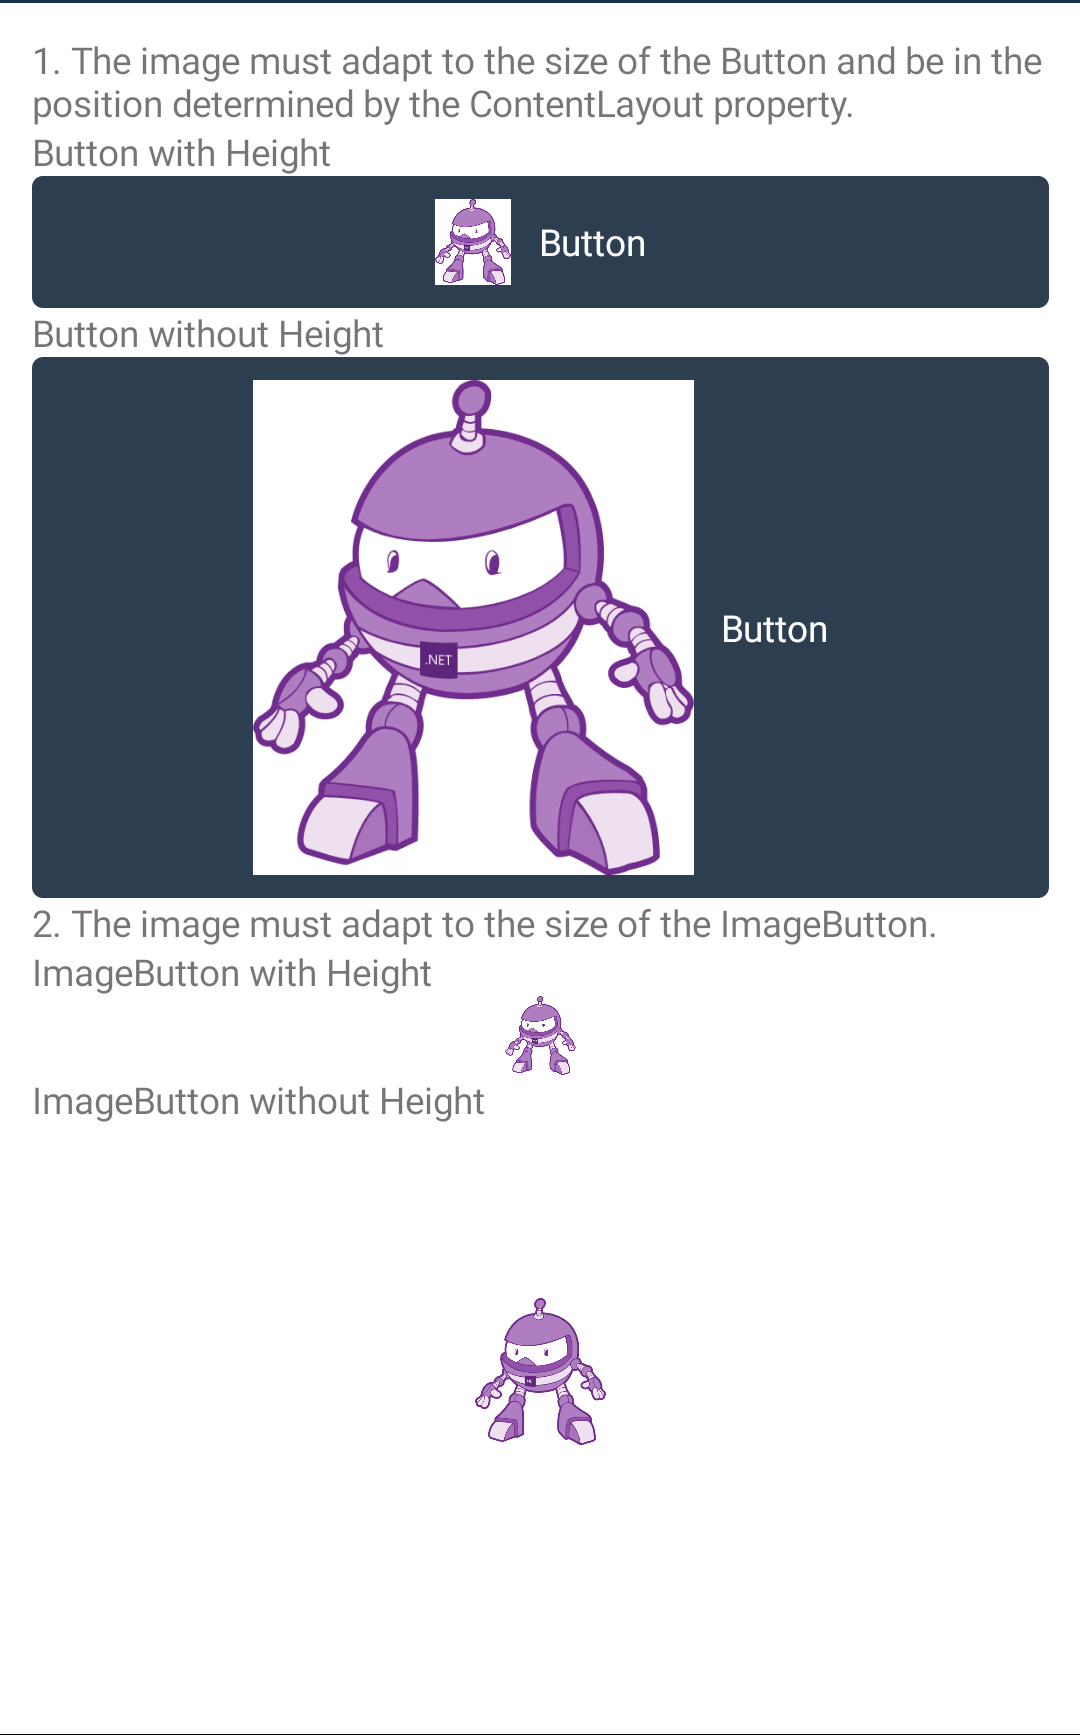 1. The image must adapt to the size of the Button and be in the
position determined by the ContentLayout property.
Button with Height
Button
Button without Height
.NET
Button
2. The image must adapt to the size of the ImageButton.
ImageButton with Height
ImageButton without Height